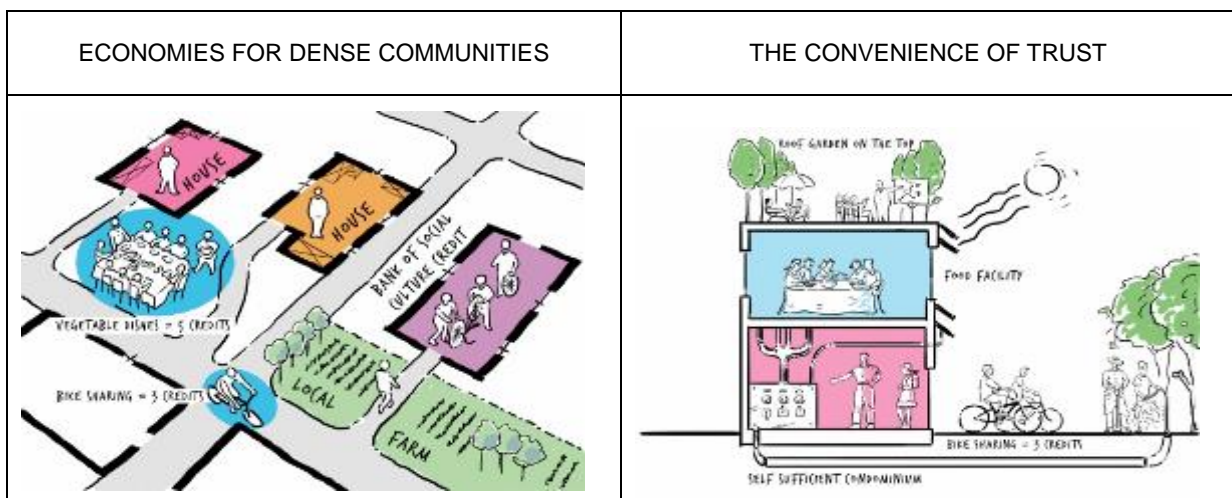 ECONOMIES FOR DENSE COMMUNITIES
THE CONVENIENCE OF TRUST
HOUSE
HOUSE
BANK OF SOCIAL
CULTURE CREDIT
VEGETABLE DISHES = 5 CREDITS
BIKE SHARING = 3 CREDITS
LOCAL
FARM
ROOF GARDEN ON THE TOP
FOOD FACILITY
BIKE SHARING = 3 CREDITS
SELF SUFFICIENT CONDOMINIUM